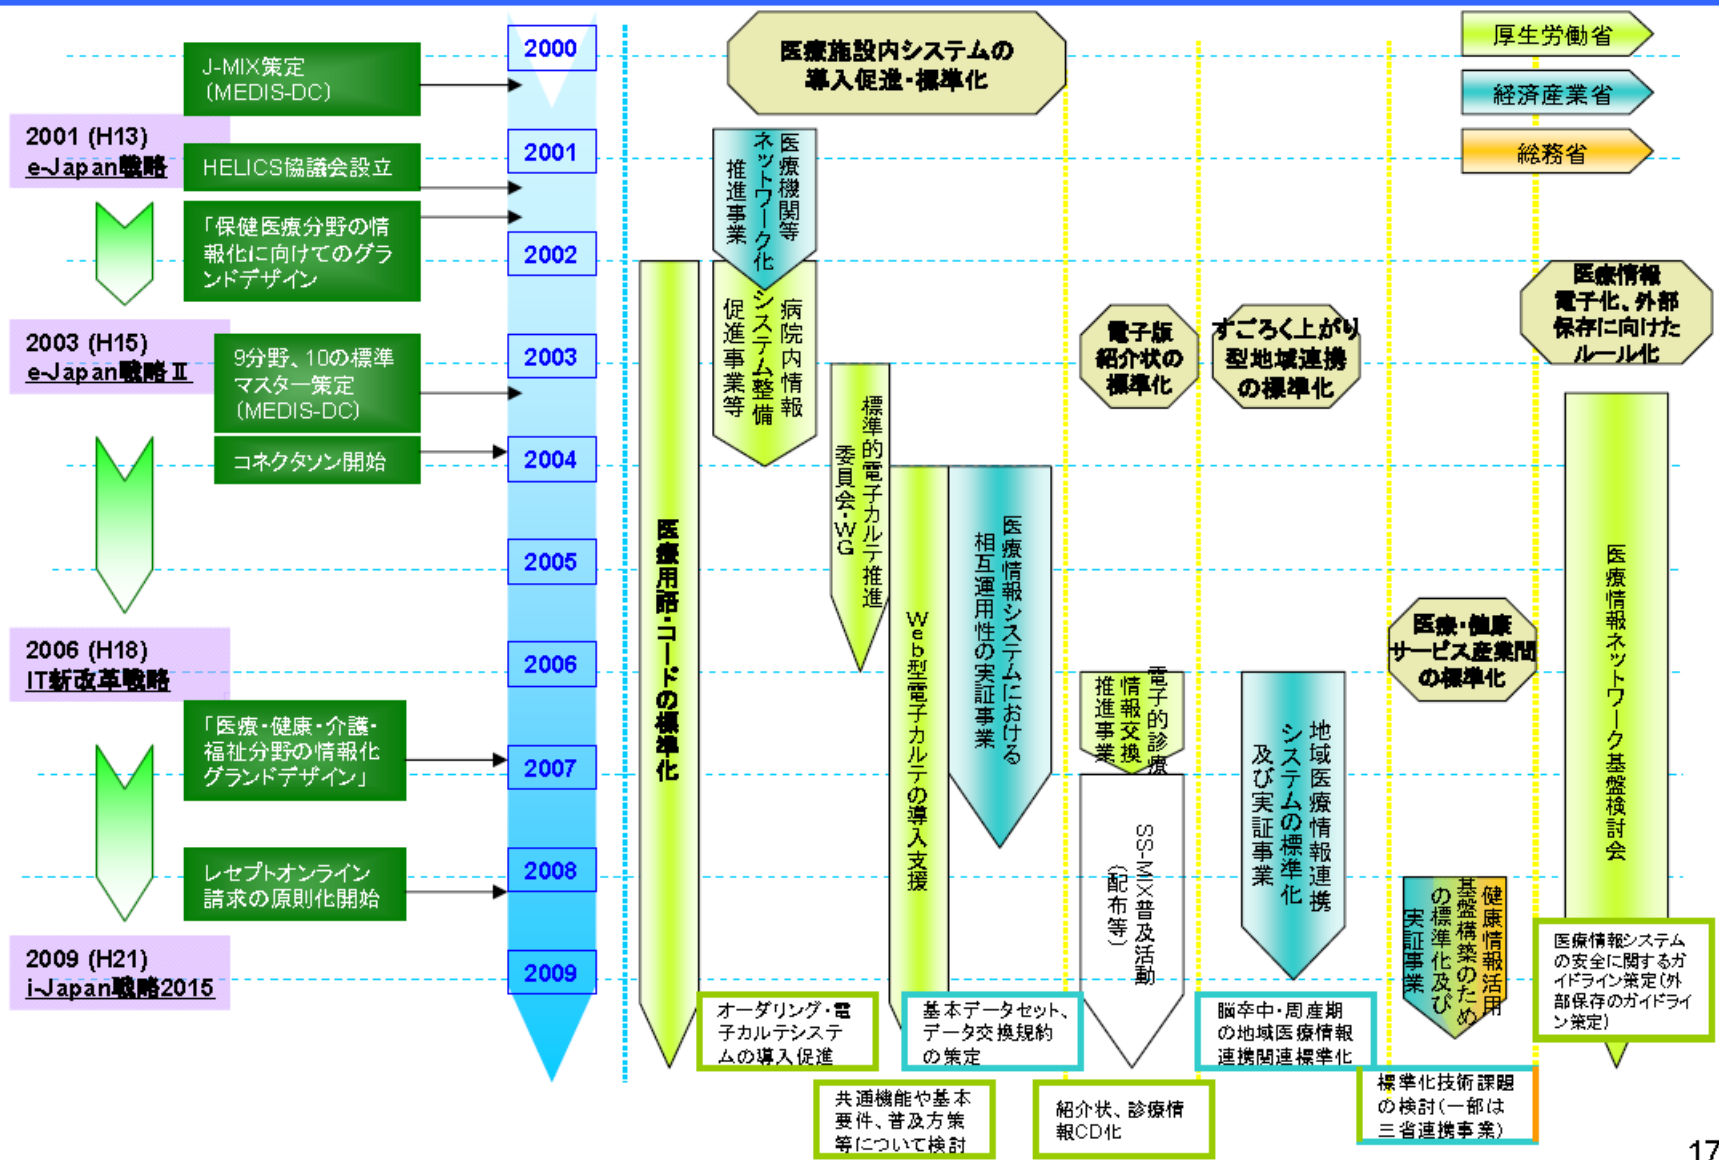 2000
2001
2002
2003
2004
2005
2006
2007
2008
2009
J-MIX策定
(MEDIS-DC)
2001 (H13)
e-Japan戦略
HELICS協議会設立
「保健医療分野の情
報化に向けてのグラ
ンドデザイン
2003 (H15)
e-Japan戦略Ⅱ
9分野、10の標準
マスター策定
(MEDIS-DC)
コネクタソン開始
2006 (H18)
IT新改革戦略
「医療・健康・介護・
福祉分野の情報化
グランドデザイン」
レセプトオンライン
請求の原則化開始
2009 (H21)
i-Japan戦略2015
医療施設内システムの
導入促進・標準化
厚生労働省
経済産業省
総務省
医療機関等
ネットワーク化
推進事業
病院内情報
システム整備
促進事業等
医療用語・コードの標準化
標準的電子カルテ推進
委員会・WG
Web型電子カルテの導入支援
医療情報システムにおける
相互運用性の実証事業
電子版
紹介状の
標準化
電子的診療
情報交換
推進事業
SS-MIX普及活動
(配布等)
すごろく上がり
型地域連携
の標準化
地域医療情報連携
システムの標準化
及び実証事業
医療・健康
サービス産業間
の標準化
健康情報活用
基盤構築のため
の標準化及び
実証事業
医療情報
電子化、外部
保存に向けた
ルール化
医療情報ネットワーク基盤検討会
オーダリング・電
子カルテシステ
ムの導入促進
共通機能や基本
要件、普及方策
等について検討
基本データセット、
データ交換規約
の策定
紹介状、診療情
報CD化
脳卒中・周産期
の地域医療情報
連携関連標準化
標準化技術課題
の検討(一部は
三省連携事業)
医療情報システム
の安全に関するガ
イドライン策定(外
部保存のガイドライ
ン策定)
17